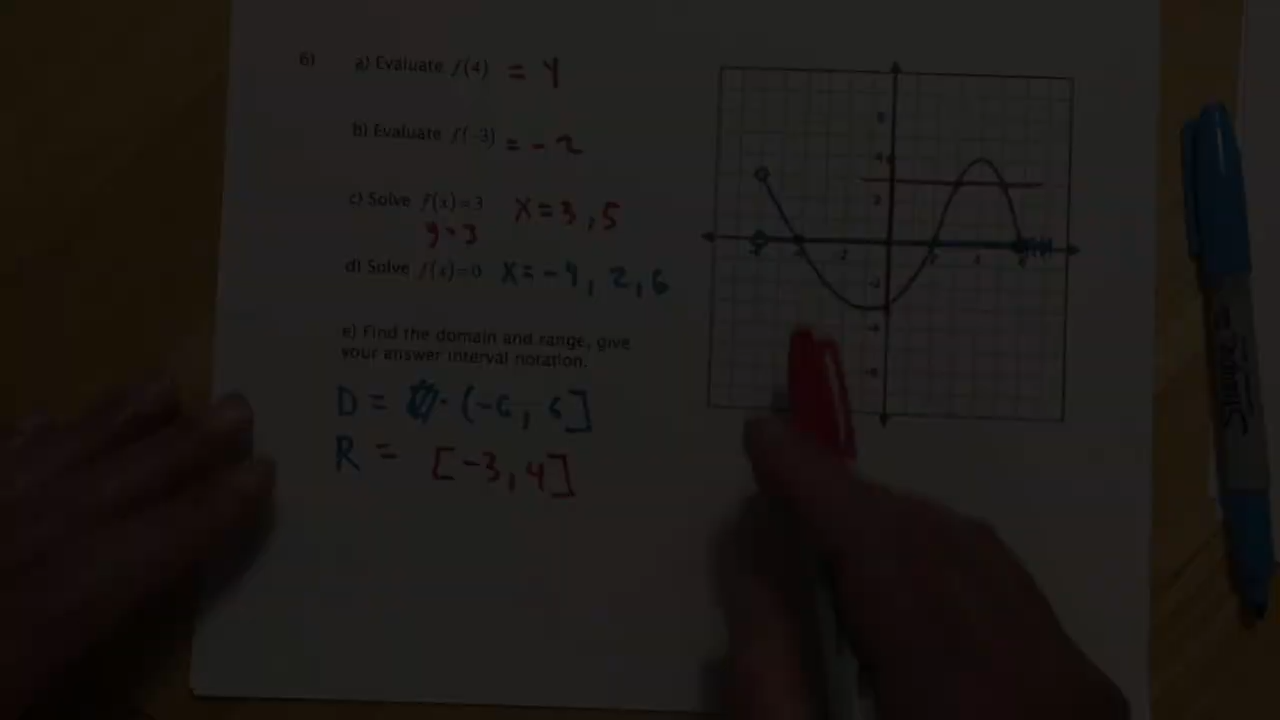 6) a) Evaluate f(4) = 4
b) Evaluate f(-3) = -2
c) Solve f(x)=3 x=3,5
y=3
d) Solve f(x)=0 x=-4, 2, 6
e) Find the domain and range, give
your answer interval notation.
D = (-6, 6]
R = [-3, 4]